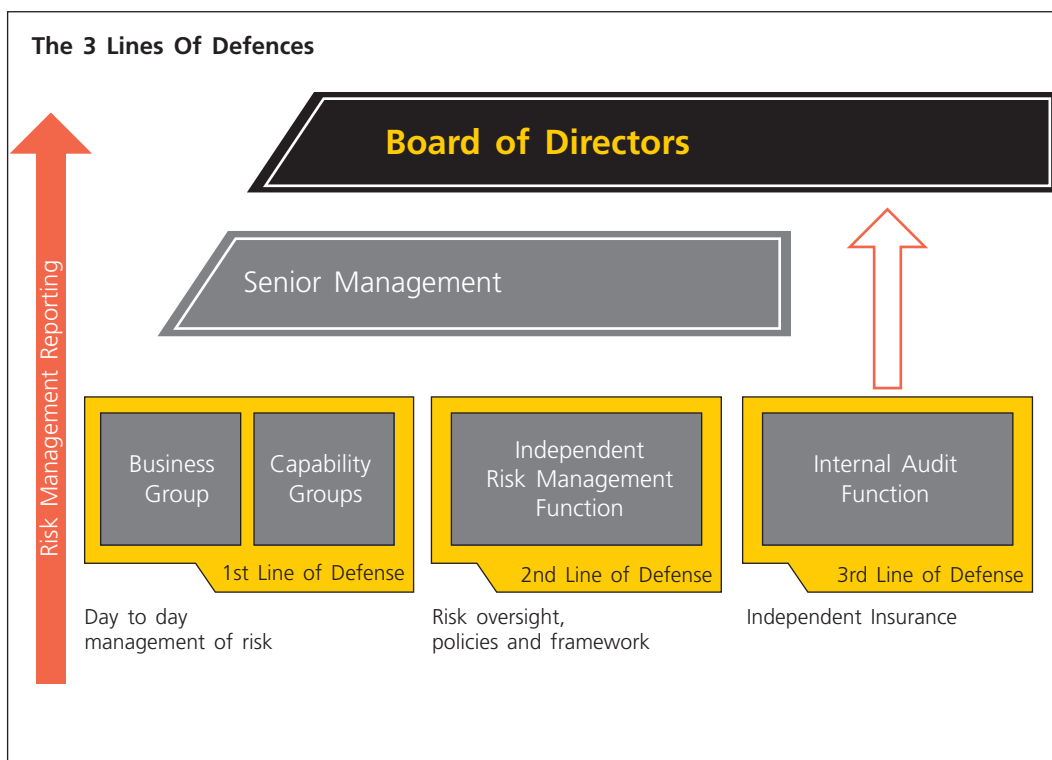 The 3 Lines Of Defences
Board of Directors
Senior Management
Risk Management Reporting
Business
Group
Capability
Groups
1st Line of Defense
Day to day
management of risk
Independent
Risk Management
Function
2nd Line of Defense
Risk oversight,
policies and framework
Internal Audit
Function
3rd Line of Defense
Independent Insurance